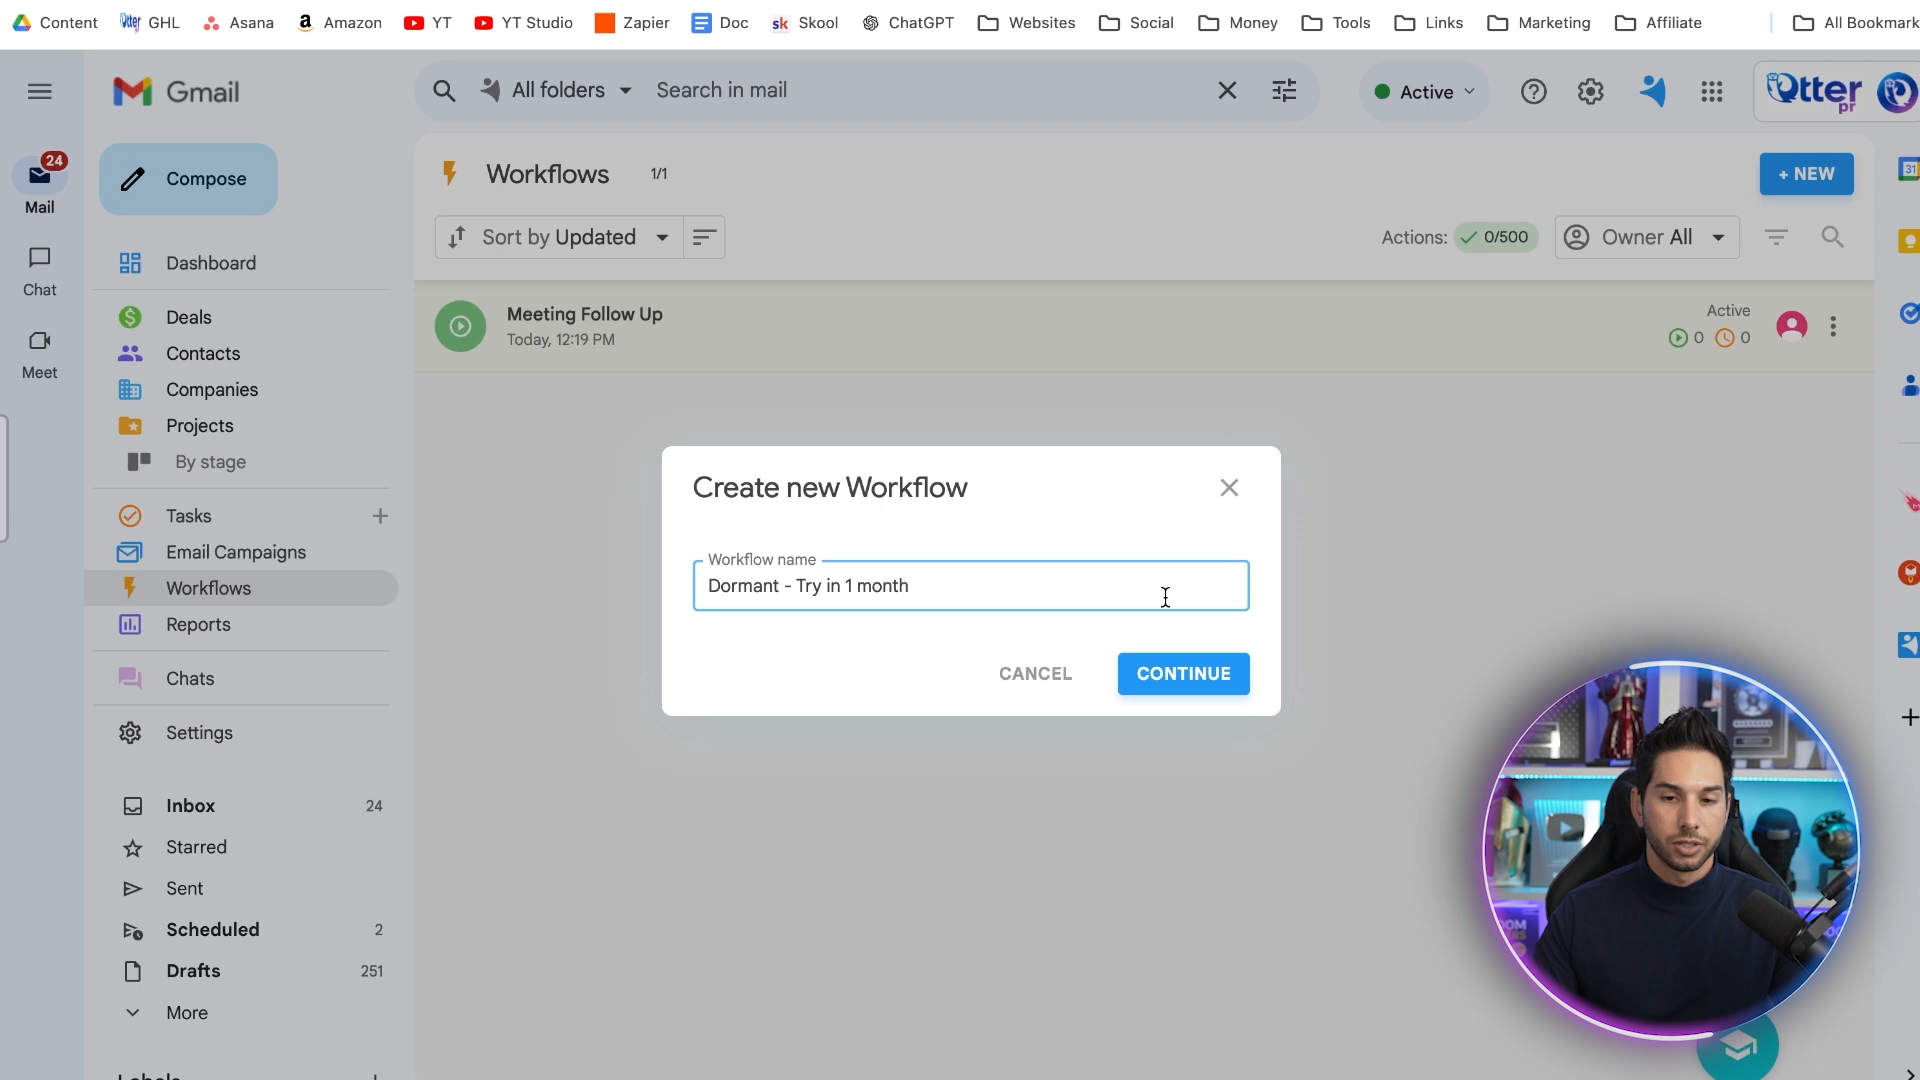 Content GHL Asana Amazon YT YT Studio Zapier Doc Skool ChatGPT Websites Social Money Tools Links Marketing Affiliate All Bookmark
Gmail All folders Search in mail Active Otter pr
24
Mail
Chat
Meet
Compose
Dashboard
Deals
Contacts
Companies
Projects
By stage
Tasks
Email Campaigns
Workflows
Reports
Chats
Settings
Inbox 24
Starred
Sent
Scheduled 2
Drafts 251
More
Workflows 1/1 + NEW
Sort by Updated Actions: 0/500 Owner All
Meeting Follow Up
Today, 12:19 PM
Active
0 0
Create new Workflow
Workflow name
Dormant - Try in 1 month
CANCEL CONTINUE
31